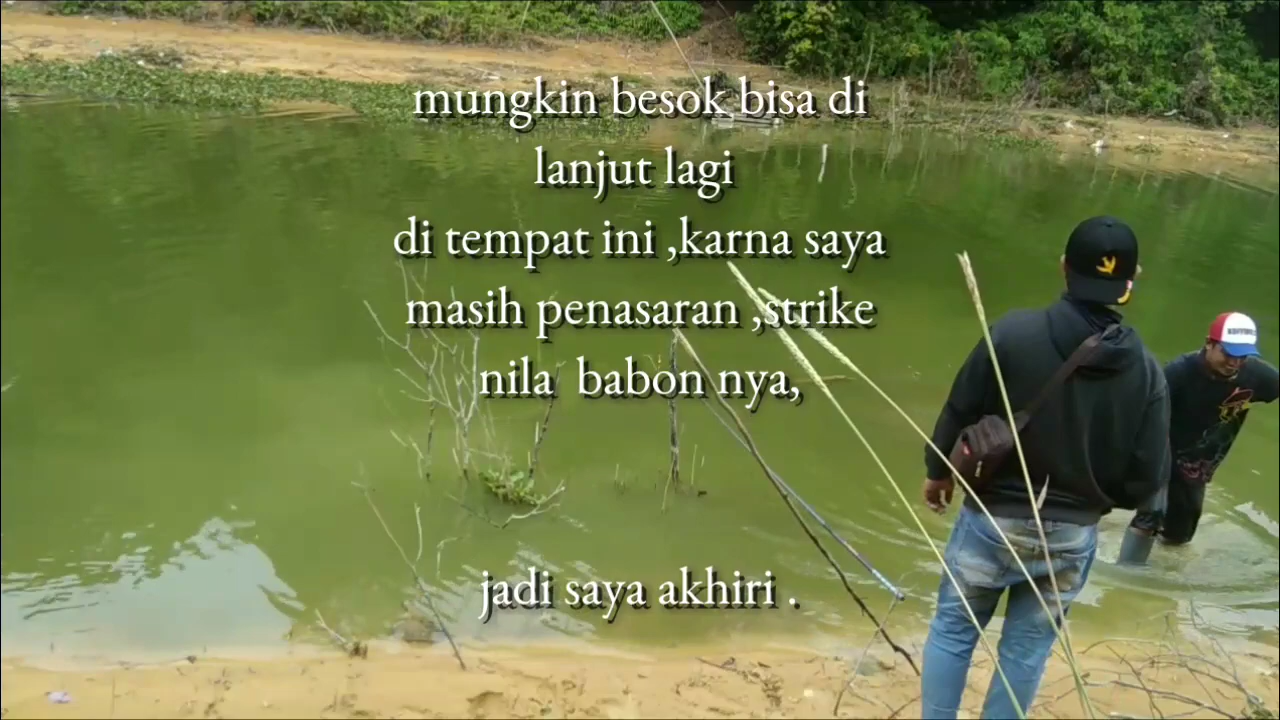 mungkin besok bisa di
lanjut lagi
di tempat ini ,karna saya
masih penasaran ,strike
nila babon nya,
jadi saya akhiri .